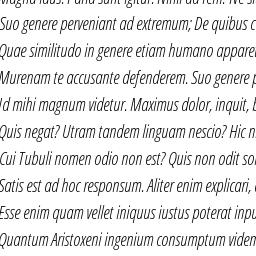 Suo genere perveniant ad extremum; De quibus c
Quae similitudo in genere etiam humano appare
Murenam te accusante defenderem. Suo genere p
Id mihi magnum videtur. Maximus dolor, inquit, b
Quis negat? Utram tandem linguam nescio? Hic n
Cui Tubuli nomen odio non est? Quis non odit so
Satis est ad hoc responsum. Aliter enim explicari,
Esse enim quam vellet iniquus iustus poterat inpu
Quantum Aristoxeni ingenium consumptum viden